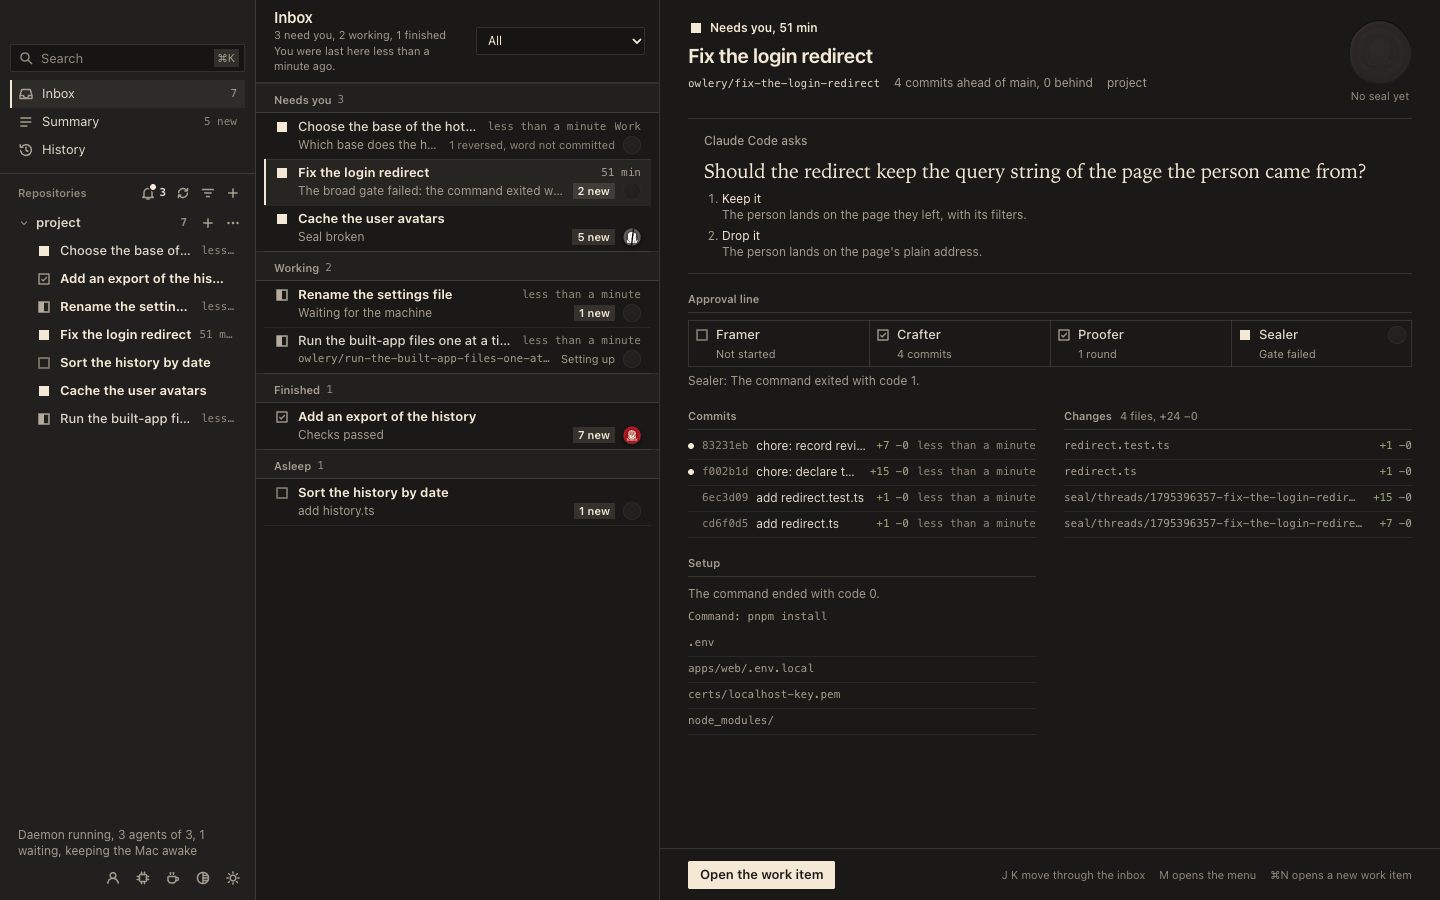 Search
⌘K
Inbox
7
Summary
5 new
History
Repositories
3
project
7
Choose the base of...
less...
Add an export of the his...
Rename the settin...
less...
Fix the login redirect
51 m...
Sort the history by date
Cache the user avatars
Run the built-app fi...
less...
Daemon running, 3 agents of 3, 1
waiting, keeping the Mac awake
Inbox
3 need you, 2 working, 1 finished
You were last here less than a
minute ago.
All
Needs you 3
Choose the base of the hot...
less than a minute Work
Which base does the h...
1 reversed, word not committed
Fix the login redirect
51 min
The broad gate failed: the command exited w...
2 new
Cache the user avatars
Seal broken
5 new
Working 2
Rename the settings file
less than a minute
Waiting for the machine
1 new
Run the built-app files one at a ti...
less than a minute
owlery/run-the-built-app-files-one-at...
Setting up
Finished 1
Add an export of the history
Checks passed
7 new
Asleep 1
Sort the history by date
add history.ts
1 new
Needs you, 51 min
Fix the login redirect
owlery/fix-the-login-redirect
4 commits ahead of main, 0 behind
project
No seal yet
Claude Code asks
Should the redirect keep the query string of the page the person came from?
1. Keep it
The person lands on the page they left, with its filters.
2. Drop it
The person lands on the page's plain address.
Approval line
Framer
Not started
Crafter
4 commits
Proofer
1 round
Sealer
Gate failed
Sealer: The command exited with code 1.
Commits
83231eb chore: record revi... +7 −0 less than a minute
f002b1d chore: declare t... +15 −0 less than a minute
6ec3d09 add redirect.test.ts +1 −0 less than a minute
cd6f0d5 add redirect.ts +1 −0 less than a minute
Changes 4 files, +24 −0
redirect.test.ts +1 −0
redirect.ts +1 −0
seal/threads/1795396357-fix-the-login-redir... +15 −0
seal/threads/1795396357-fix-the-login-redire... +7 −0
Setup
The command ended with code 0.
Command: pnpm install
.env
apps/web/.env.local
certs/localhost-key.pem
node_modules/
Open the work item
J K move through the inbox
M opens the menu
⌘N opens a new work item